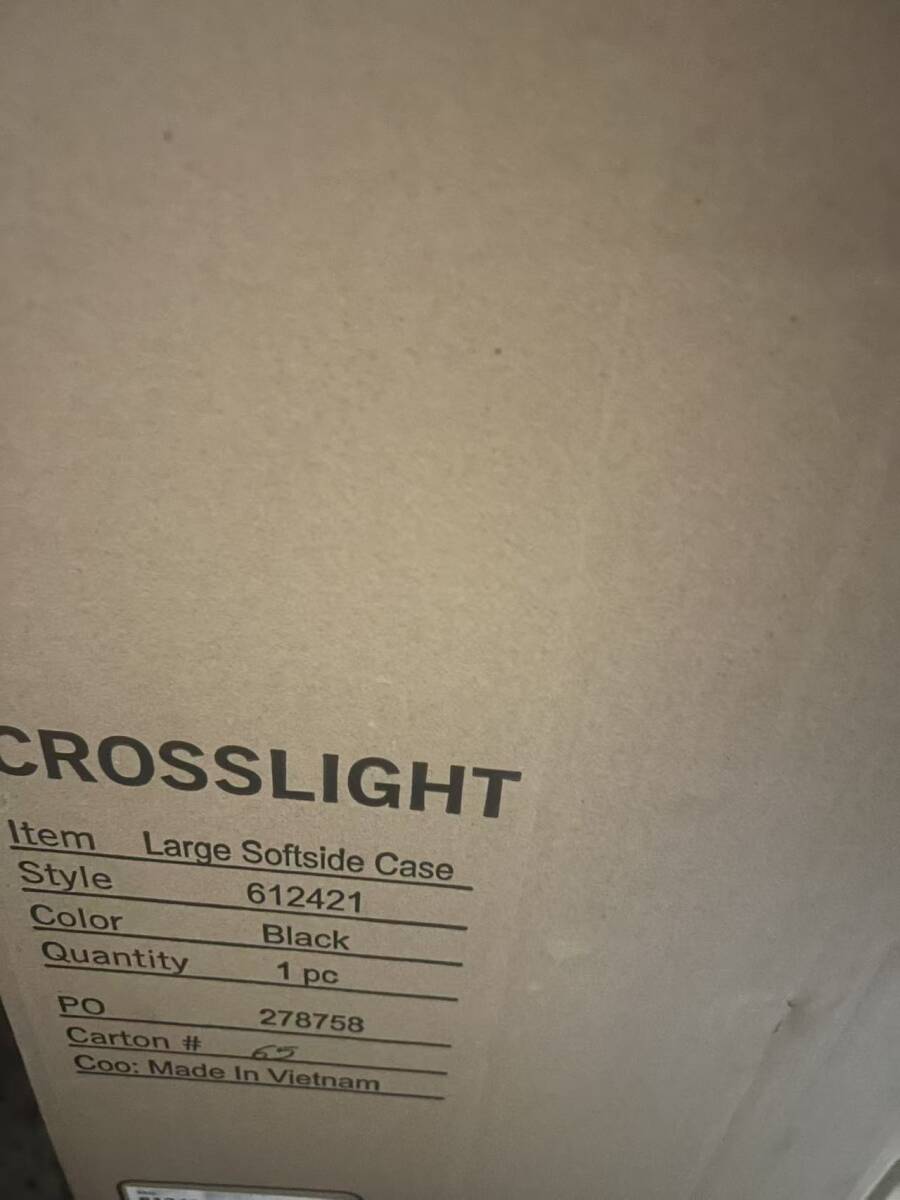 CROSSLIGHT
Item Large Softside Case
Style 612421
Color Black
Quantity 1 pc
PO 278758
Carton # 65
Coo: Made In Vietnam